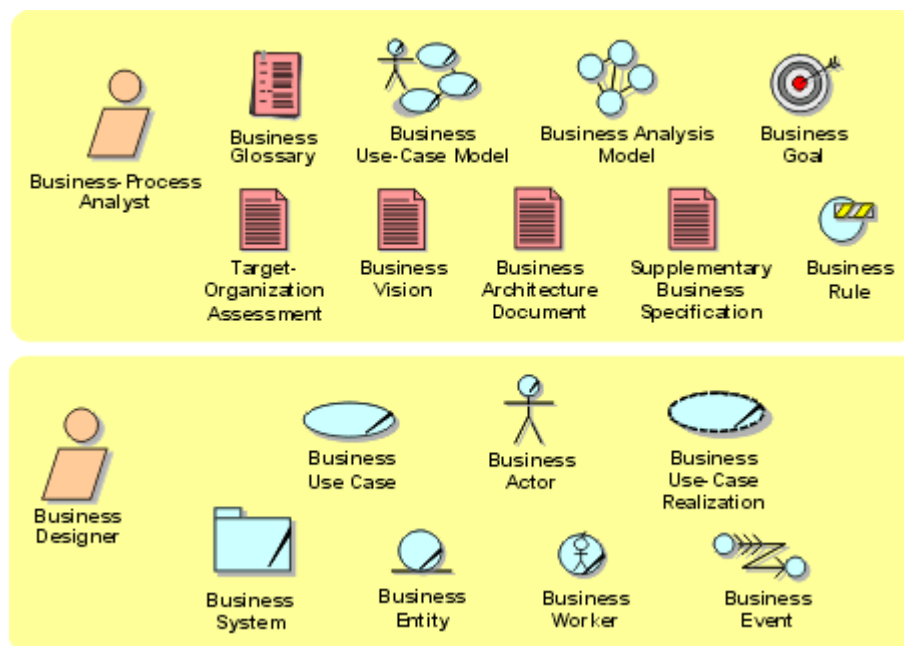 Business-Process
Analyst
Business
Glossary
Business
Use-Case Model
Business Analysis
Model
Business
Goal
Target-
Organization
Assessment
Business
Vision
Business
Architecture
Document
Supplementary
Business
Specification
Business
Rule
Business
Designer
Business
Use Case
Business
Actor
Business
Use-Case
Realization
Business
System
Business
Entity
Business
Worker
Business
Event